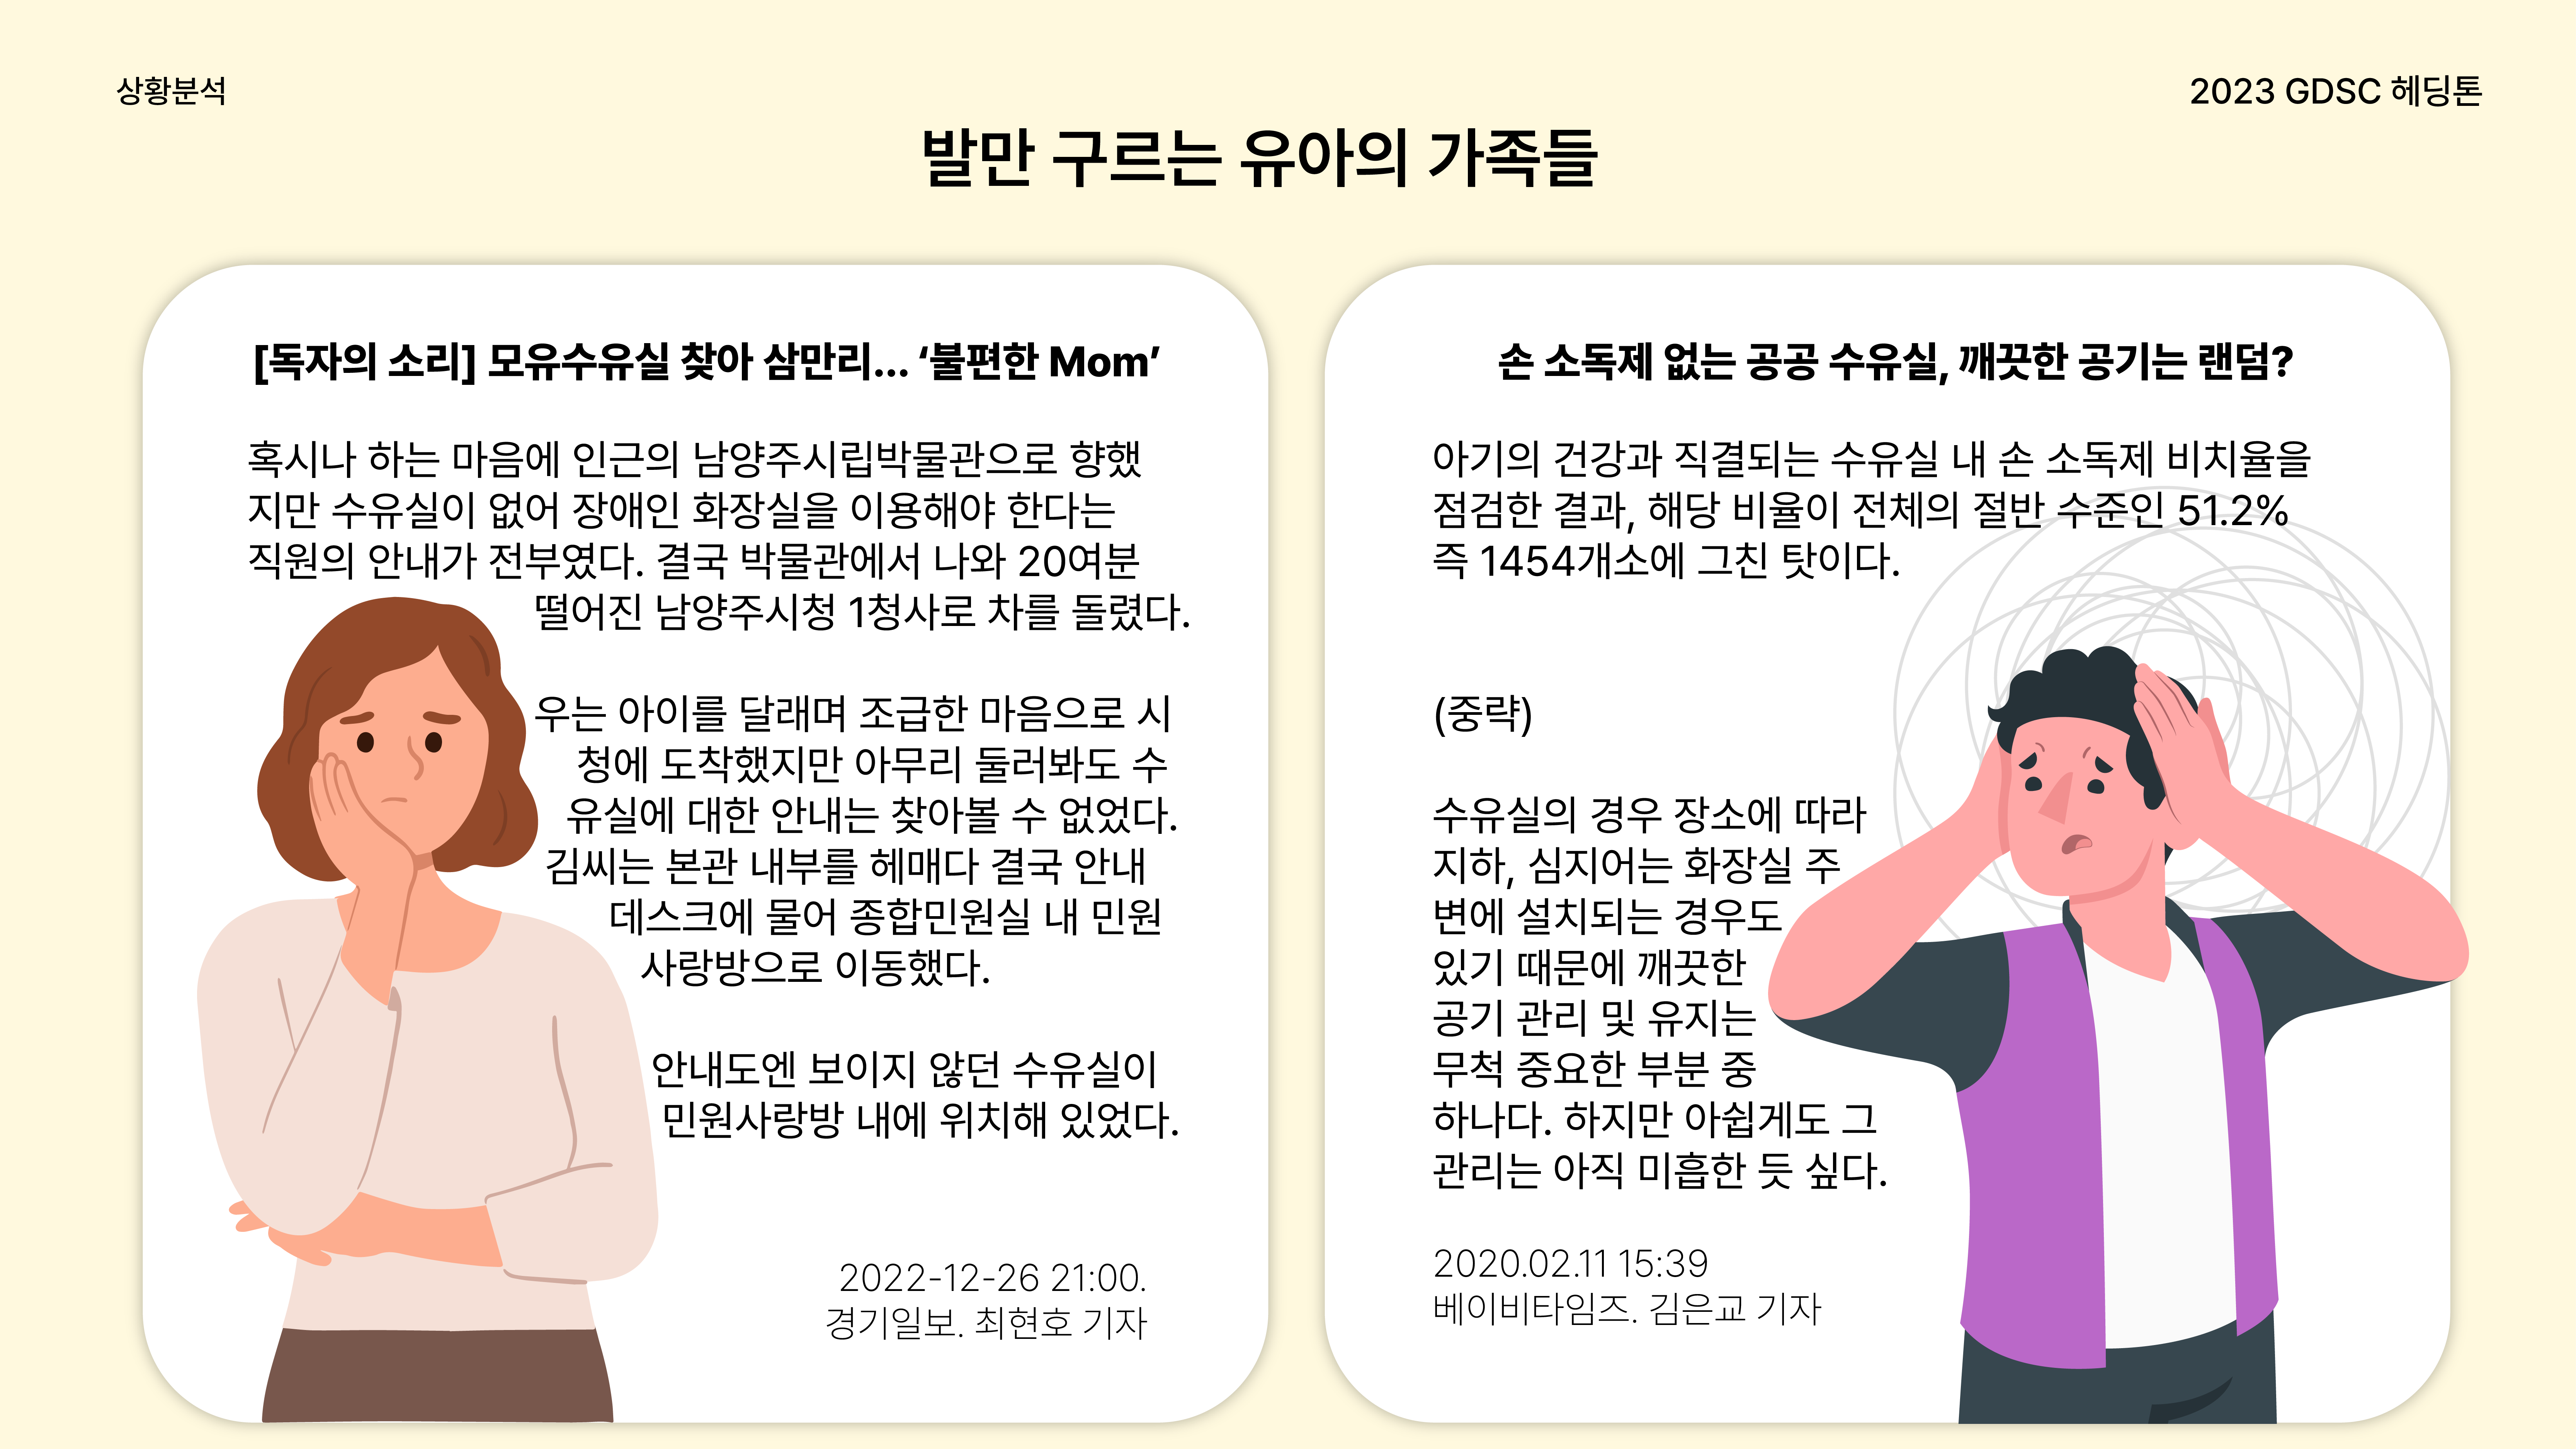 상황분석
2023 GDSC 헤딩톤
발만 구르는 유아의 가족들
[독자의 소리] 모유수유실 찾아 삼만리... ‘불편한 Mom’
혹시나 하는 마음에 인근의 남양주시립박물관으로 향했
지만 수유실이 없어 장애인 화장실을 이용해야 한다는
직원의 안내가 전부였다. 결국 박물관에서 나와 20여분
떨어진 남양주시청 1청사로 차를 돌렸다.
우는 아이를 달래며 조급한 마음으로 시
청에 도착했지만 아무리 둘러봐도 수
유실에 대한 안내는 찾아볼 수 없었다.
김씨는 본관 내부를 헤매다 결국 안내
데스크에 물어 종합민원실 내 민원
사랑방으로 이동했다.
안내도엔 보이지 않던 수유실이
민원사랑방 내에 위치해 있었다.
2022-12-26 21:00.
경기일보. 최현호 기자
손 소독제 없는 공공 수유실, 깨끗한 공기는 랜덤?
아기의 건강과 직결되는 수유실 내 손 소독제 비치율을
점검한 결과, 해당 비율이 전체의 절반 수준인 51.2%
즉 1454개소에 그친 탓이다.
(중략)
수유실의 경우 장소에 따라
지하, 심지어는 화장실 주
변에 설치되는 경우도
있기 때문에 깨끗한
공기 관리 및 유지는
무척 중요한 부분 중
하나다. 하지만 아쉽게도 그
관리는 아직 미흡한 듯 싶다.
2020.02.11 15:39
베이비타임즈. 김은교 기자